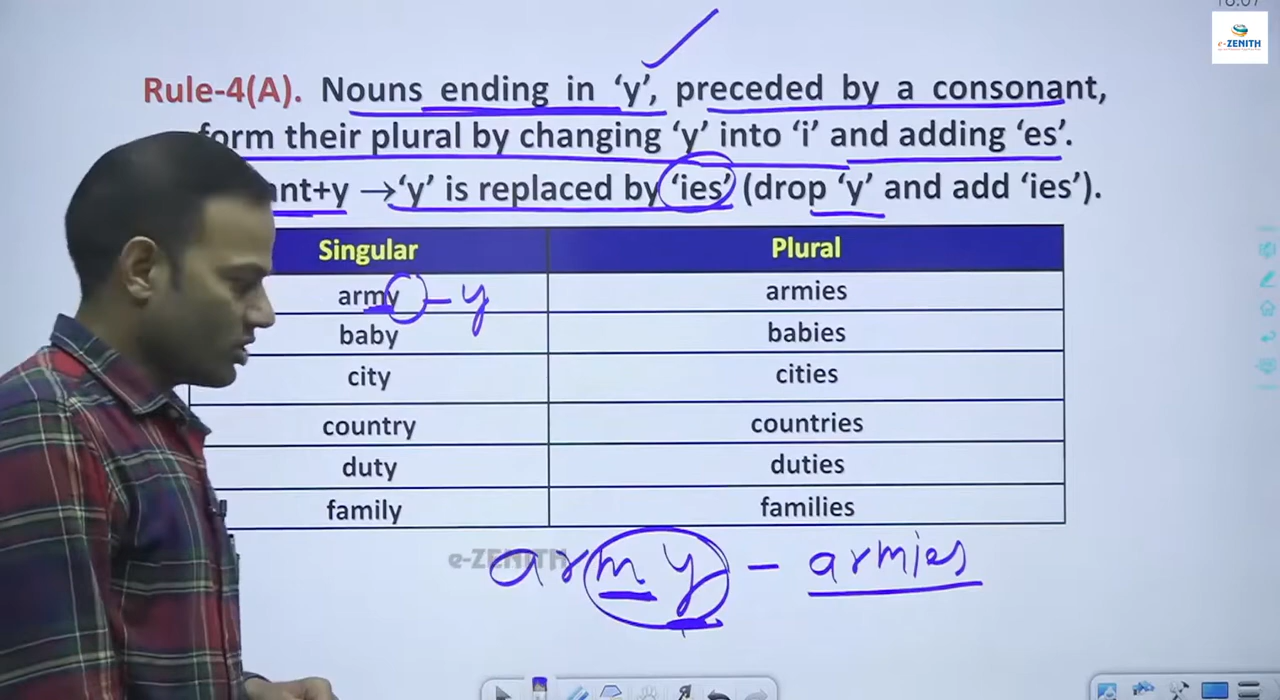 e-ZENITH
Rule-4(A). Nouns ending in ‘y’, preceded by a consonant,
form their plural by changing ‘y’ into ‘i’ and adding ‘es’.
ant+y →‘y’ is replaced by ‘ies’ (drop ‘y’ and add ‘ies’).
Singular Plural
army – y armies
baby babies
city cities
country countries
duty duties
family families
e-ZENITH
army – armies